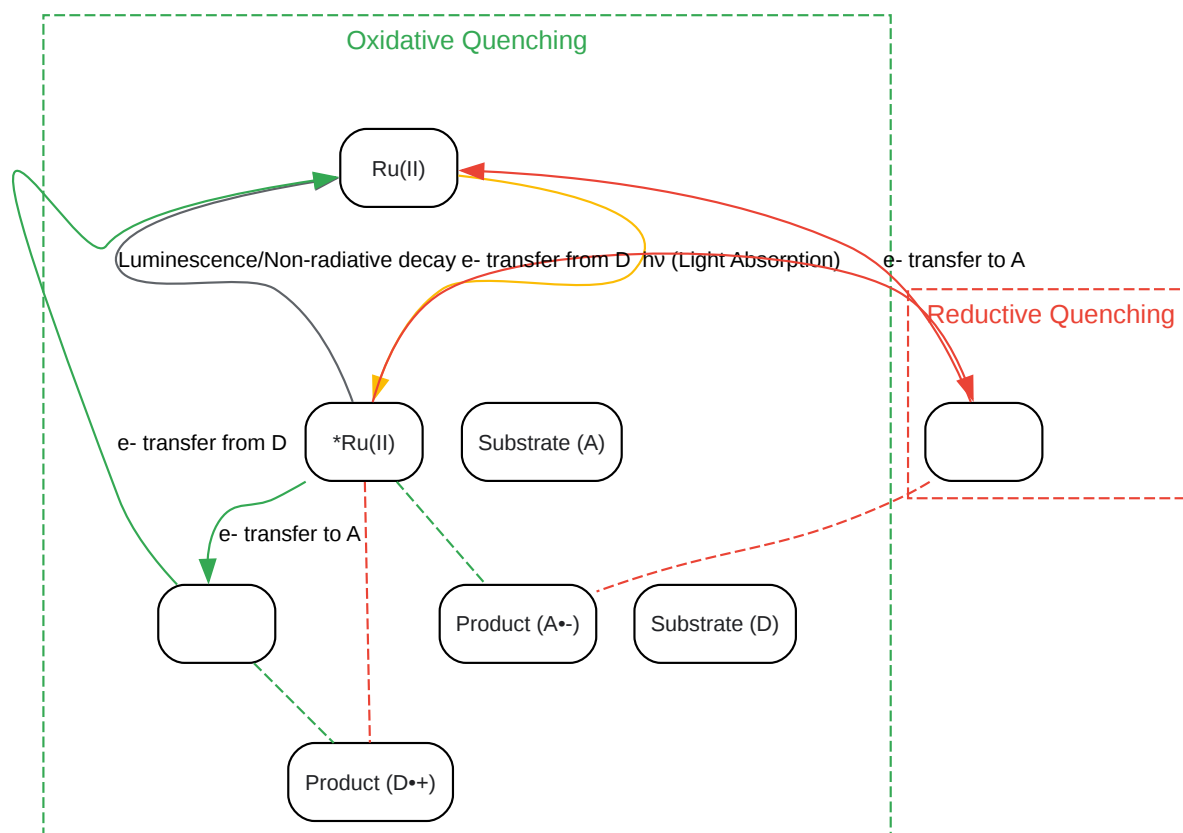 Oxidative Quenching
Ru(II)
Luminescence/Non-radiative decay
e- transfer from D
hν (Light Absorption)
e- transfer to A
Reductive Quenching
e- transfer from D
*Ru(II)
Substrate (A)
e- transfer to A
Product (A•-)
Substrate (D)
Product (D•+)